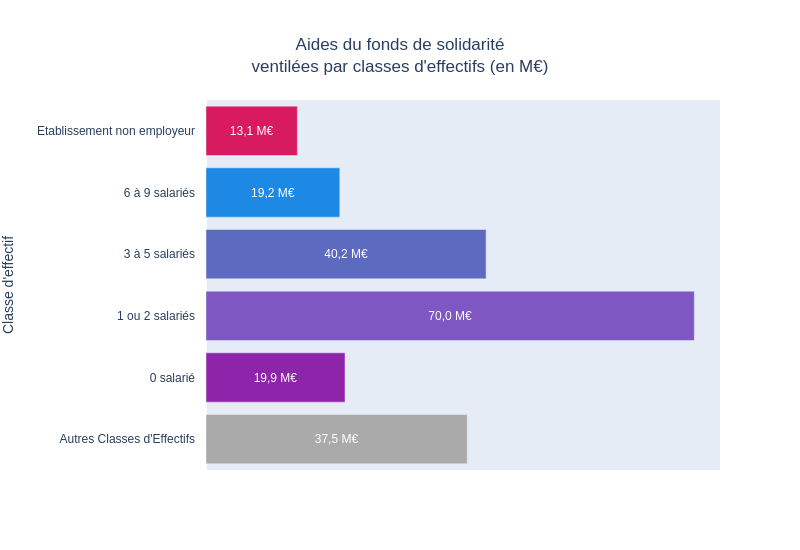 Aides du fonds de solidarité
ventilées par classes d'effectifs (en M€)
Classe d'effectif
Etablissement non employeur
13,1 M€
6 à 9 salariés
19,2 M€
3 à 5 salariés
40,2 M€
1 ou 2 salariés
70,0 M€
0 salarié
19,9 M€
Autres Classes d'Effectifs
37,5 M€